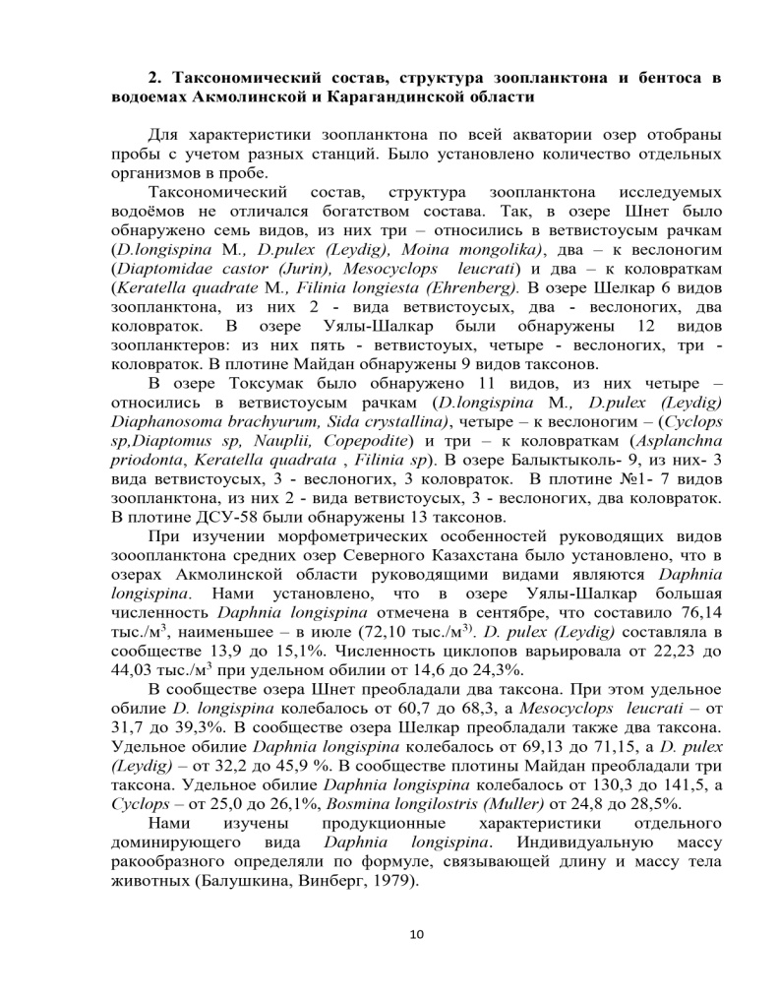 2. Таксономический состав, структура зоопланктона и бентоса в
водоемах Акмолинской и Карагандинской области
Для характеристики зоопланктона по всей акватории озер отобраны
пробы с учетом разных станций. Было установлено количество отдельных
организмов в пробе.
Таксономический состав, структура зоопланктона исследуемых
водоёмов не отличался богатством состава. Так, в озере Шнет было
обнаружено семь видов, из них три – относились в ветвистоусым рачкам
(D.longispina M., D.pulex (Leydig), Moina mongolika), два – к веслоногим
(Diaptomidae castor (Jurin), Mesocyclops leucrati) и два – к коловраткам
(Keratella quadrate M., Filinia longiesta (Ehrenberg). В озере Шелкар 6 видов
зоопланктона, из них 2 - вида ветвистоусых, два - веслоногих, два
коловраток. В озере Уялы-Шалкар были обнаружены 12 видов
зоопланктеров: из них пять - ветвистоуых, четыре - веслоногих, три -
коловраток. В плотине Майдан обнаружены 9 видов таксонов.
В озере Токсумак было обнаружено 11 видов, из них четыре –
относились в ветвистоусым рачкам (D.longispina M., D.pulex (Leydig)
Diaphanosoma brachyurum, Sida crystallina), четыре – к веслоногим – (Cyclops
sp,Diaptomus sp, Nauplii, Copepodite) и три – к коловраткам (Asplanchna
priodonta, Keratella quadrata , Filinia sp). В озере Балыктыколь- 9, из них- 3
вида ветвистоусых, 3 - веслоногих, 3 коловраток. В плотине №1- 7 видов
зоопланктона, из них 2 - вида ветвистоусых, 3 - веслоногих, два коловраток.
В плотине ДСУ-58 были обнаружены 13 таксонов.
При изучении морфометрических особенностей руководящих видов
зооопланктона средних озер Северного Казахстана было установлено, что в
озерах Акмолинской области руководящими видами являются Daphnia
longispina. Нами установлено, что в озере Уялы-Шалкар большая
численность Daphnia longispina отмечена в сентябре, что составило 76,14
тыс./м³, наименьшее – в июле (72,10 тыс./м³⁾. D. pulex (Leydig) составляла в
сообществе 13,9 до 15,1%. Численность циклопов варьировала от 22,23 до
44,03 тыс./м³ при удельном обилии от 14,6 до 24,3%.
В сообществе озера Шнет преобладали два таксона. При этом удельное
обилие D. longispina колебалось от 60,7 до 68,3, а Mesocyclops leucrati – от
31,7 до 39,3%. В сообществе озера Шелкар преобладали также два таксона.
Удельное обилие Daphnia longispina колебалось от 69,13 до 71,15, а D. pulex
(Leydig) – от 32,2 до 45,9 %. В сообществе плотины Майдан преобладали три
таксона. Удельное обилие Daphnia longispina колебалось от 130,3 до 141,5, а
Cyclops – от 25,0 до 26,1%, Bosmina longilostris (Muller) от 24,8 до 28,5%.
Нами изучены продукционные характеристики отдельного
доминирующего вида Daphnia longispina. Индивидуальную массу
ракообразного определяли по формуле, связывающей длину и массу тела
животных (Балушкина, Винберг, 1979).
10